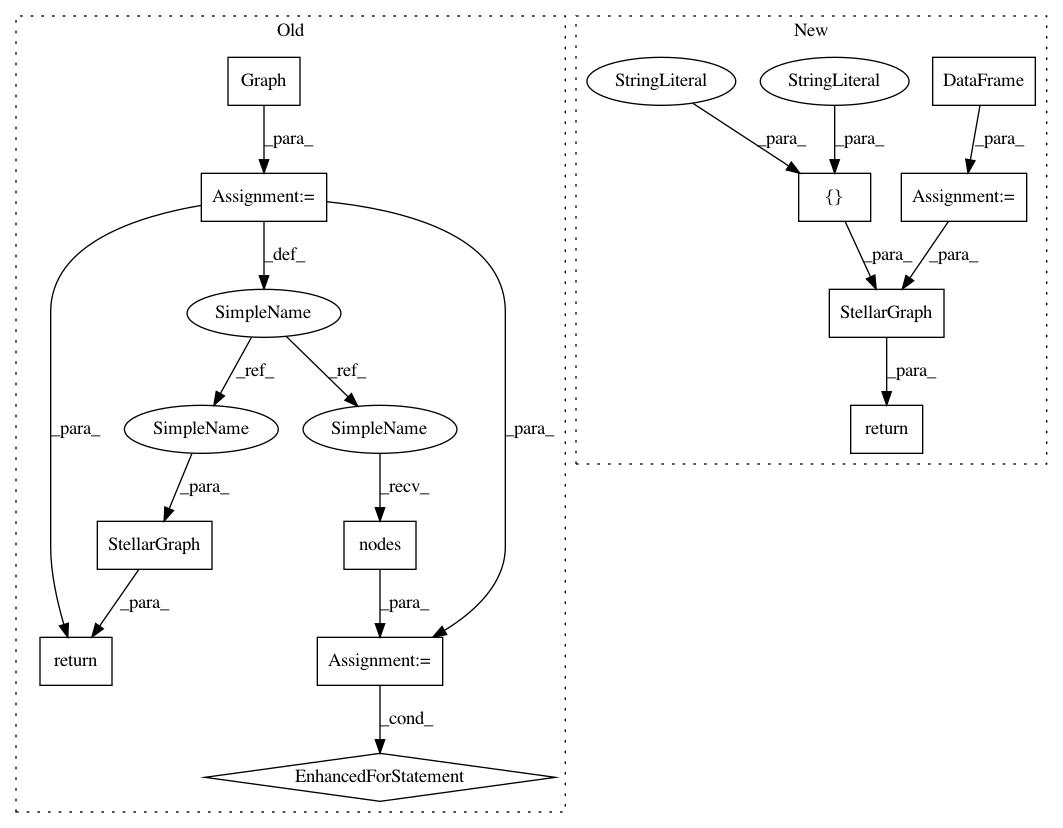 Old
New
Graph
StringLiteral
StringLiteral
DataFrame
_para_
_para_
_para_
_para_
Assignment:=
{}
Assignment:=
_def_
_para_
_para_
SimpleName
StellarGraph
_ref_
_ref_
_para_
_para_
SimpleName
SimpleName
_para_
return
_para_
_recv_
StellarGraph
nodes
_para_
_para_
return
Assignment:=
_cond_
EnhancedForStatement